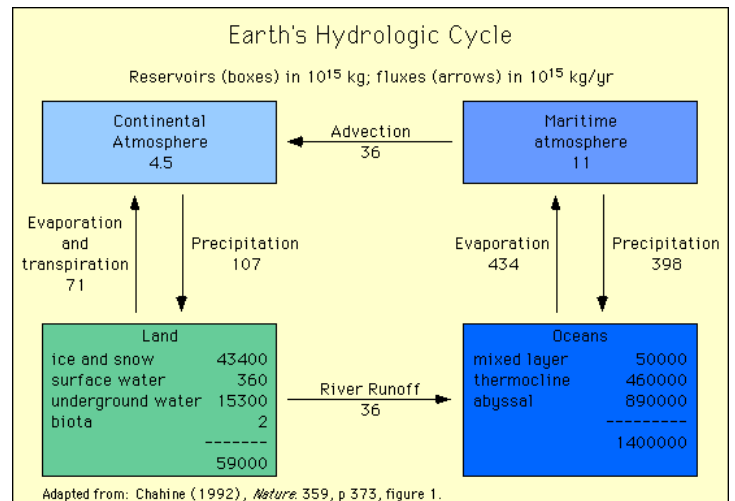 Earth's Hydrologic Cycle
Reservoirs (boxes) in 10¹⁵ kg; fluxes (arrows) in 10¹⁵ kg/yr
Continental
Atmosphere
4.5
Advection
36
Maritime
atmosphere
11
Evaporation
and
transpiration
71
Precipitation
107
Evaporation
434
Precipitation
398
Land
ice and snow 43400
surface water 360
underground water 15300
biota 2
-------
59000
River Runoff
36
Oceans
mixed layer 50000
thermocline 460000
abyssal 890000
---------
1400000
Adapted from: Chahine (1992), Nature. 359, p 373, figure 1.